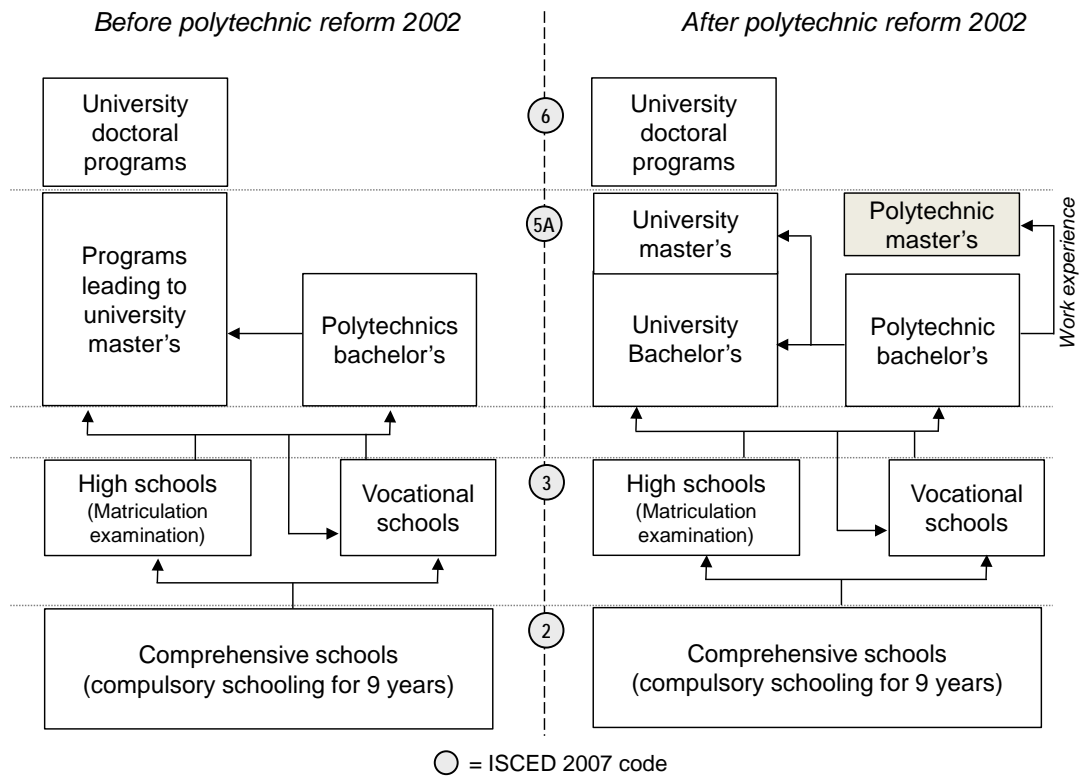 Before polytechnic reform 2002
After polytechnic reform 2002
University
doctoral
programs
6
University
doctoral
programs
Programs
leading to
university
master's
Polytechnics
bachelor's
5A
University
master's
Polytechnic
master's
University
Bachelor's
Polytechnic
bachelor's
Work experience
High schools
(Matriculation
examination)
Vocational
schools
3
High schools
(Matriculation
examination)
Vocational
schools
Comprehensive schools
(compulsory schooling for 9 years)
2
Comprehensive schools
(compulsory schooling for 9 years)
= ISCED 2007 code